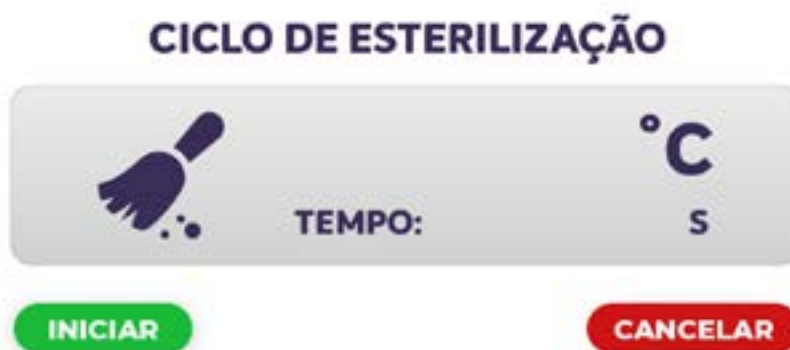 CICLO DE ESTERILIZAÇÃO
°C
TEMPO: S
INICIAR CANCELAR